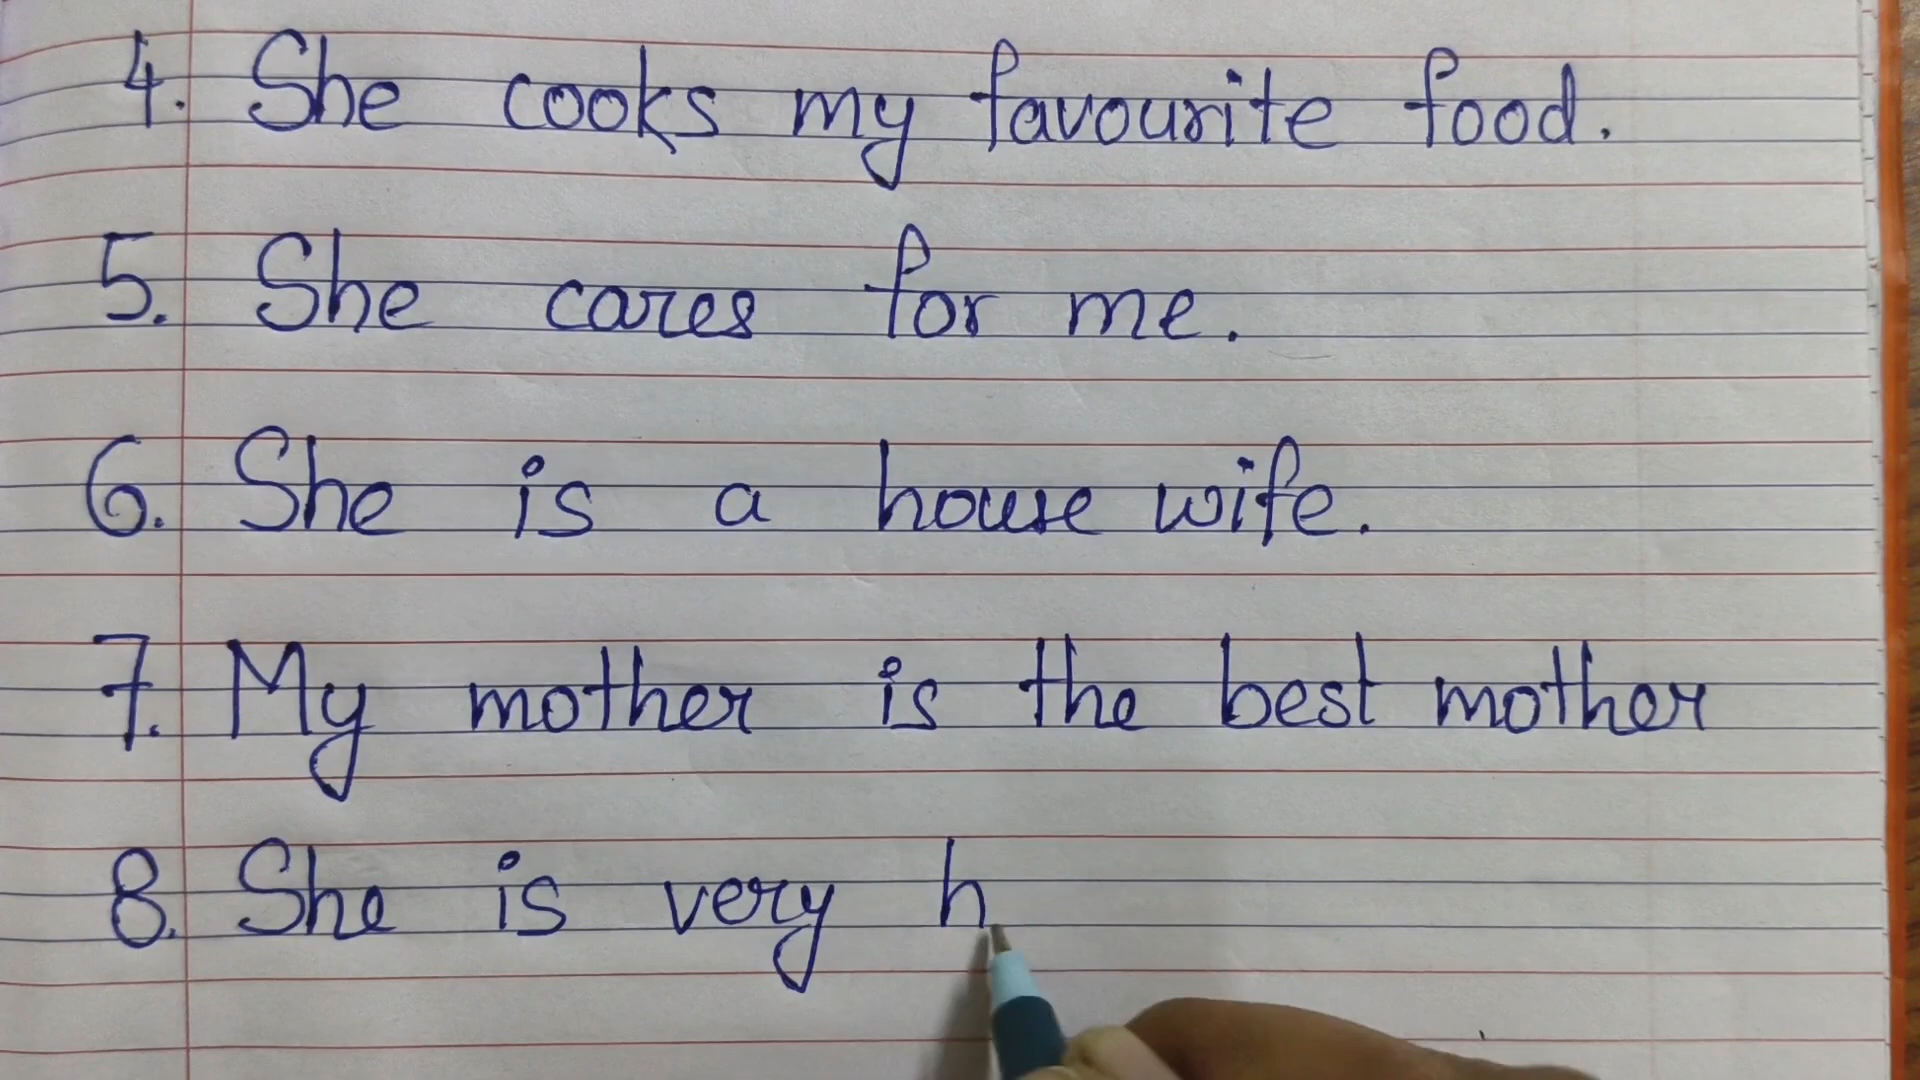 4. She cooks my favourite food.
5. She cares for me.
6. She is a house wife.
7. My mother is the best mother
8. She is very h